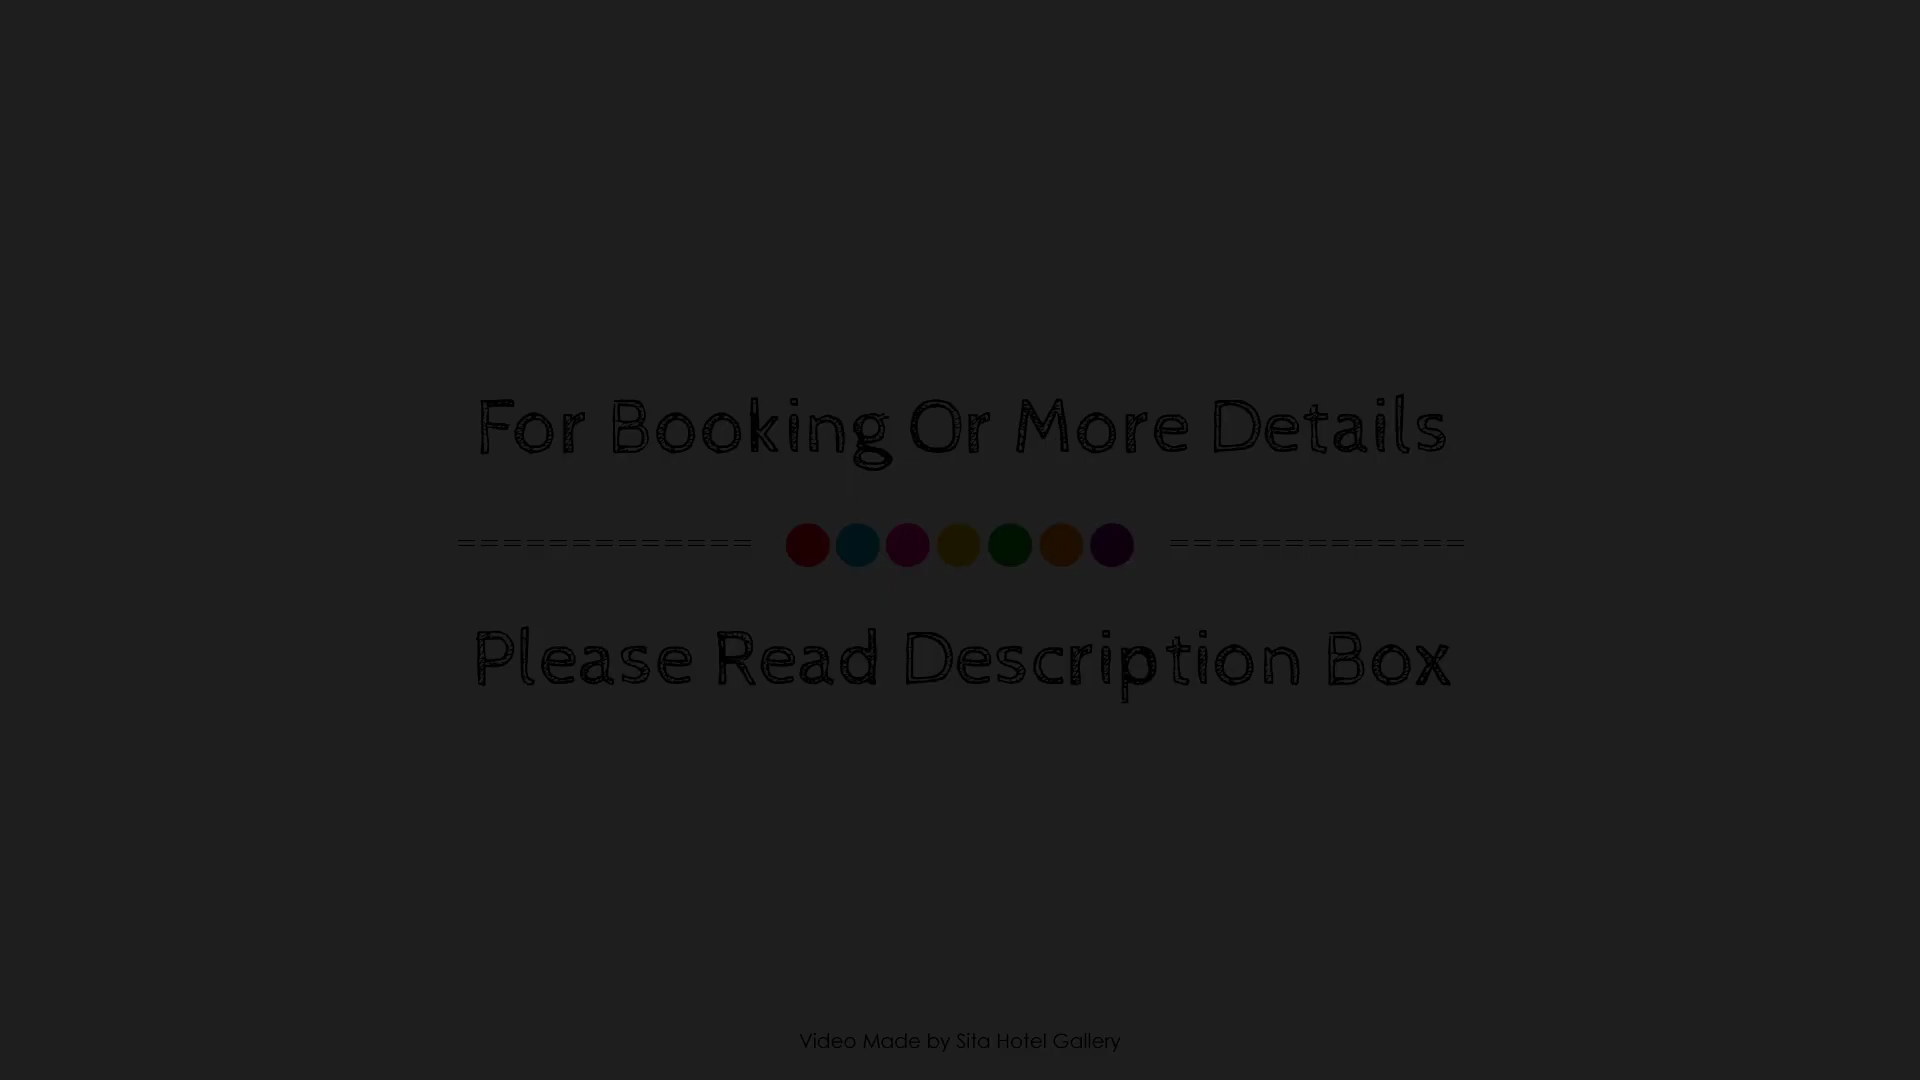 For Booking Or More Details
============= =============
Please Read Description Box
Video Made by Sita Hotel Gallery